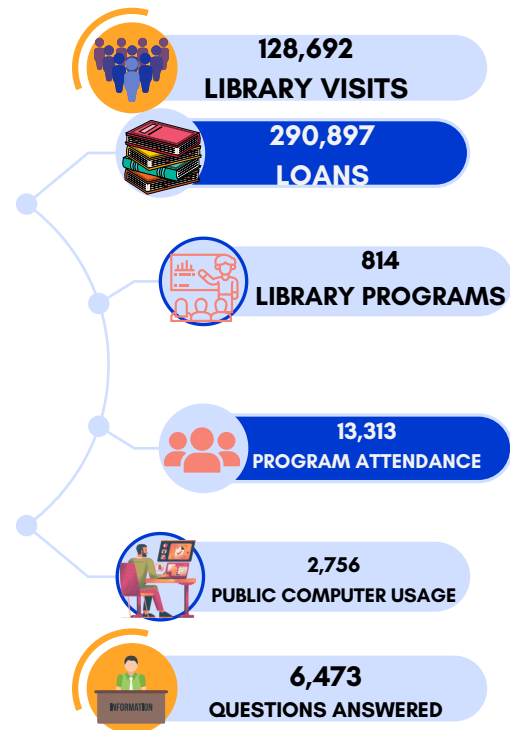 128,692
LIBRARY VISITS
290,897
LOANS
814
LIBRARY PROGRAMS
13,313
PROGRAM ATTENDANCE
2,756
PUBLIC COMPUTER USAGE
6,473
QUESTIONS ANSWERED
INFORMATION